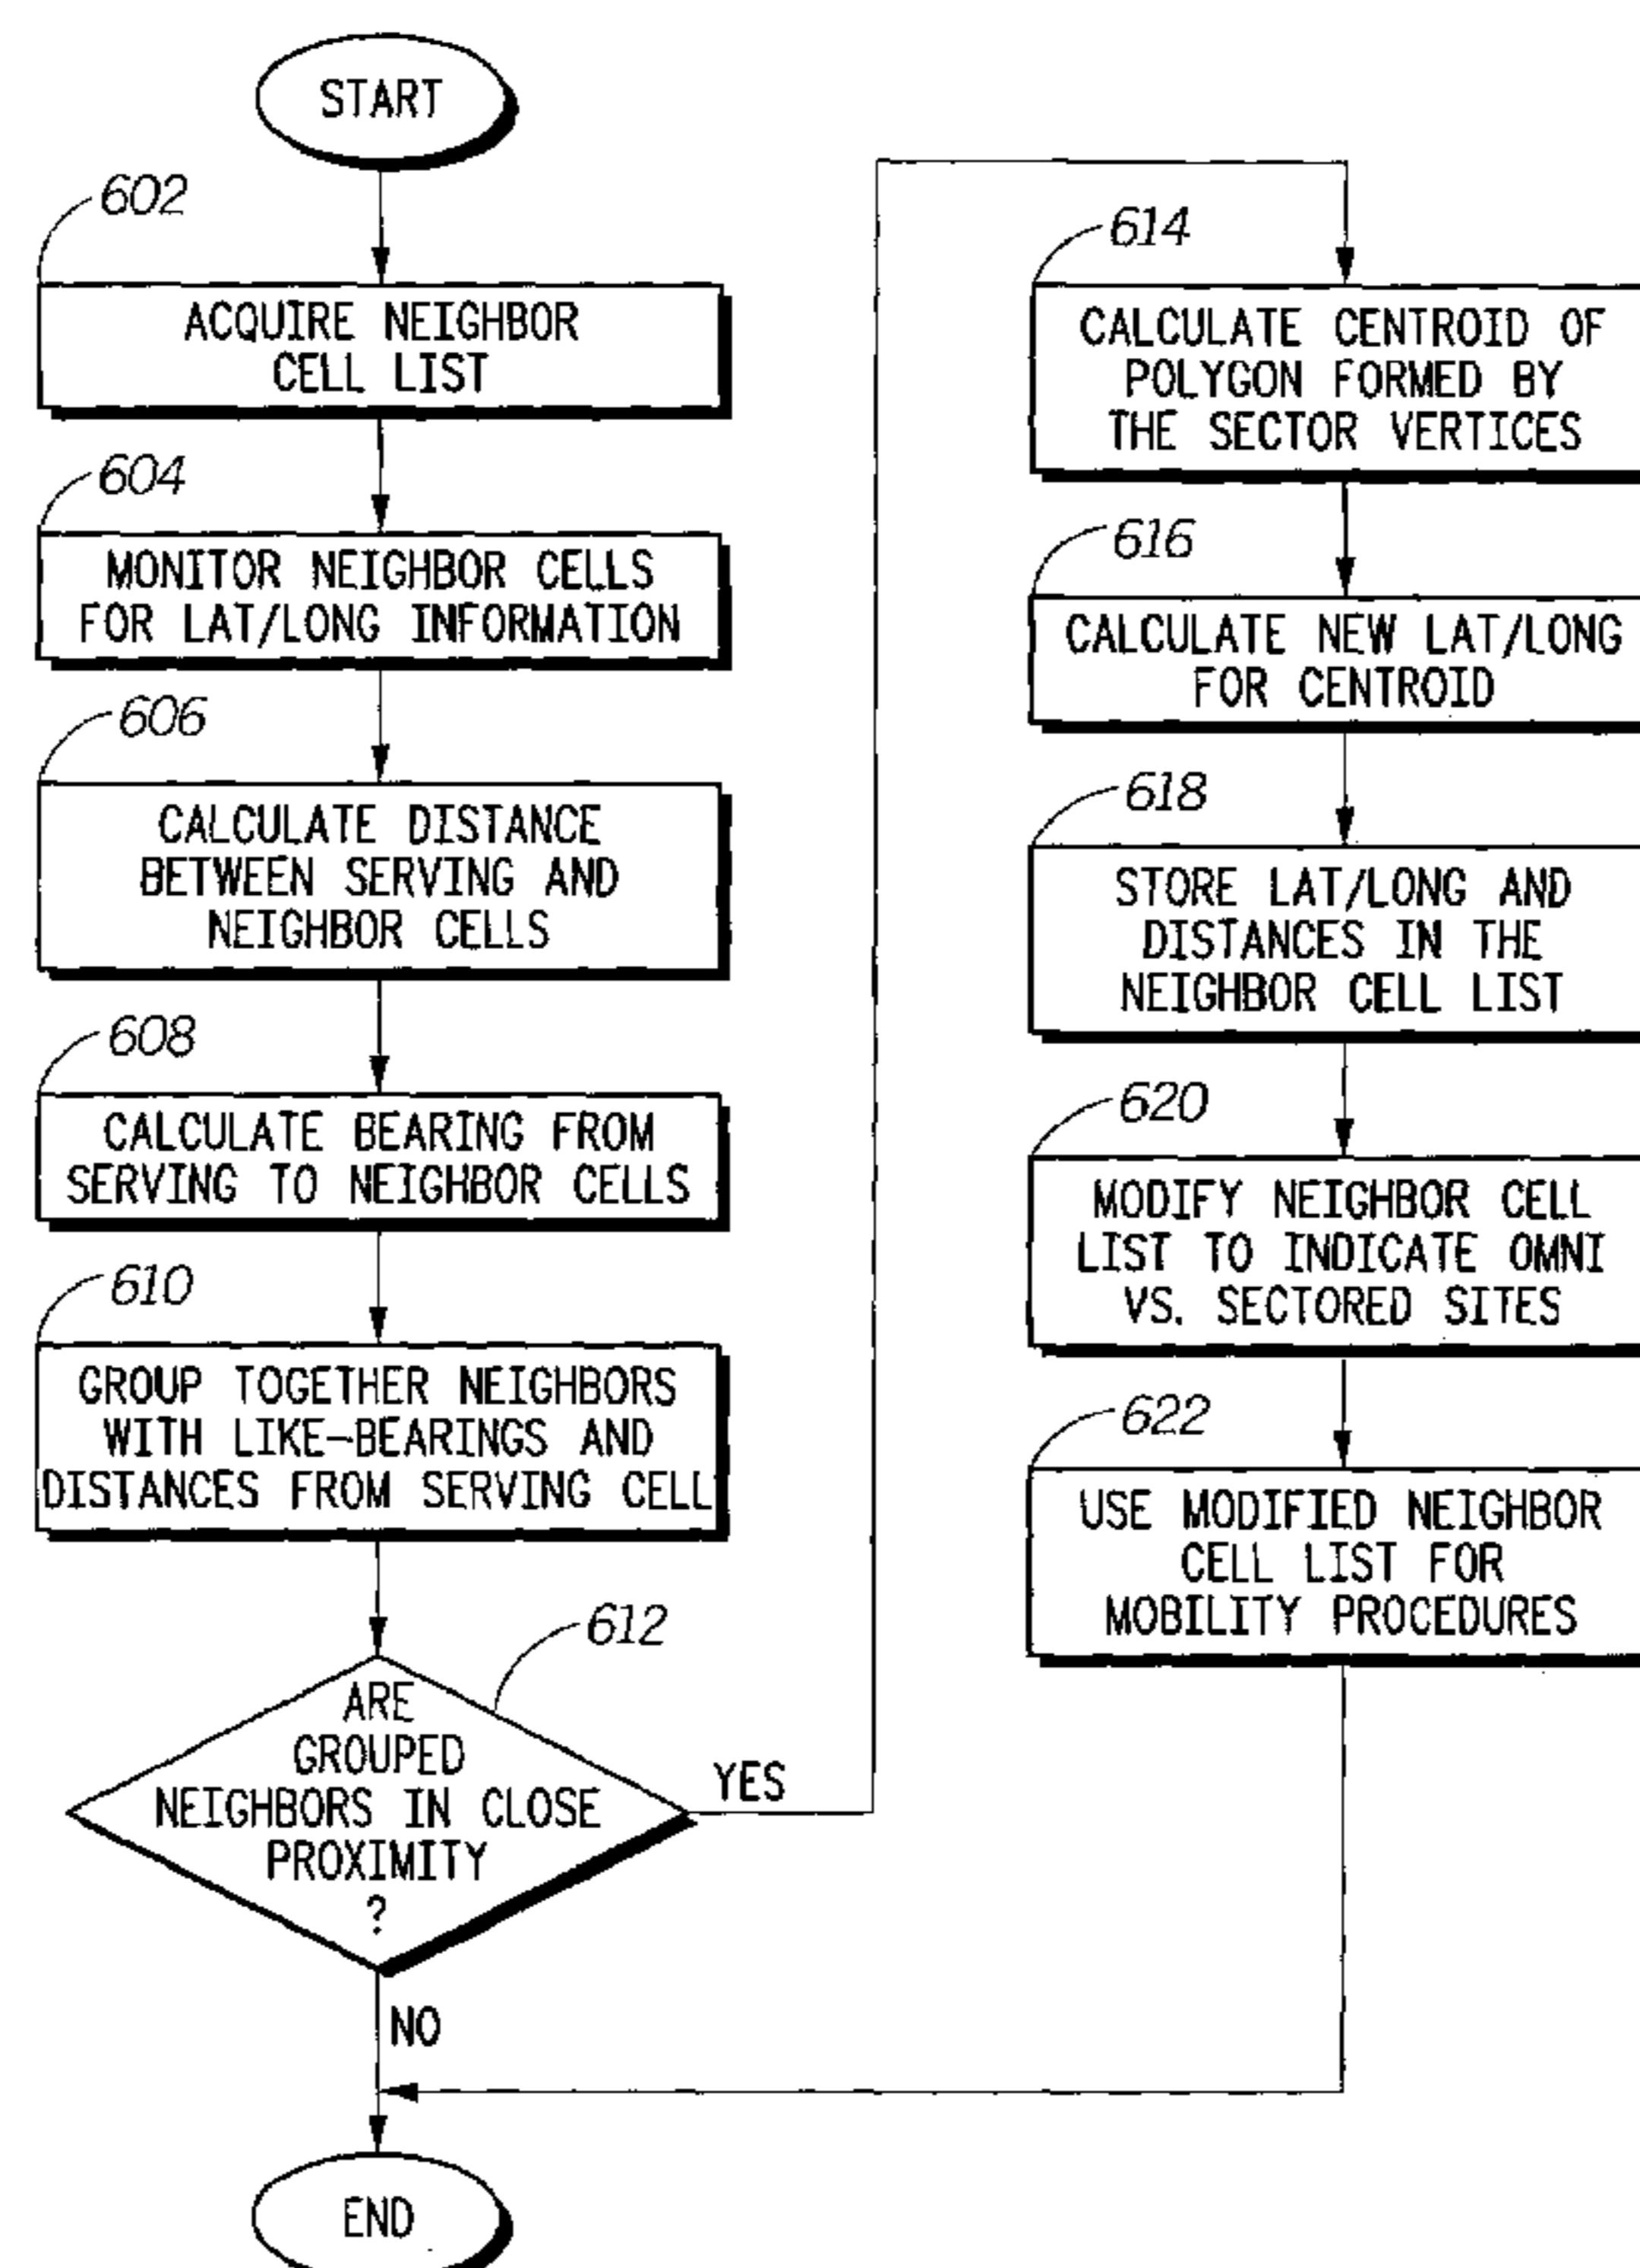 START
602
ACQUIRE NEIGHBOR
CELL LIST
604
MONITOR NEIGHBOR CELLS
FOR LAT/LONG INFORMATION
606
CALCULATE DISTANCE
BETWEEN SERVING AND
NEIGHBOR CELLS
608
CALCULATE BEARING FROM
SERVING TO NEIGHBOR CELLS
610
GROUP TOGETHER NEIGHBORS
WITH LIKE-BEARINGS AND
DISTANCES FROM SERVING CELL
612
ARE
GROUPED
NEIGHBORS IN CLOSE
PROXIMITY
?
YES
NO
END
614
CALCULATE CENTROID OF
POLYGON FORMED BY
THE SECTOR VERTICES
616
CALCULATE NEW LAT/LONG
FOR CENTROID
618
STORE LAT/LONG AND
DISTANCES IN THE
NEIGHBOR CELL LIST
620
MODIFY NEIGHBOR CELL
LIST TO INDICATE OMNI
VS. SECTORED SITES
622
USE MODIFIED NEIGHBOR
CELL LIST FOR
MOBILITY PROCEDURES